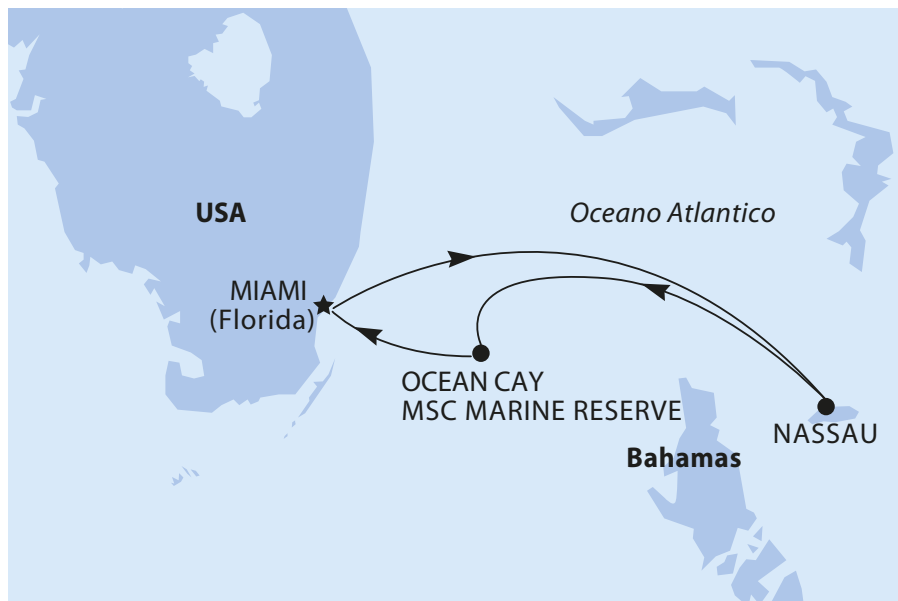 USA
Oceano Atlantico
MIAMI
(Florida)
OCEAN CAY
MSC MARINE RESERVE
NASSAU
Bahamas